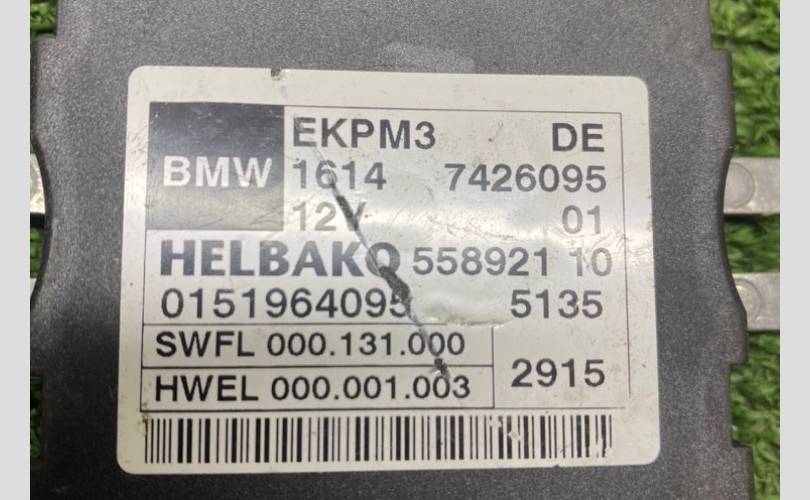 BMW
EKPM3 DE
1614 7426095
12V 01
HELBAKO 558921 10
0151964095 5135
SWFL 000.131.000
HWEL 000.001.003
2915